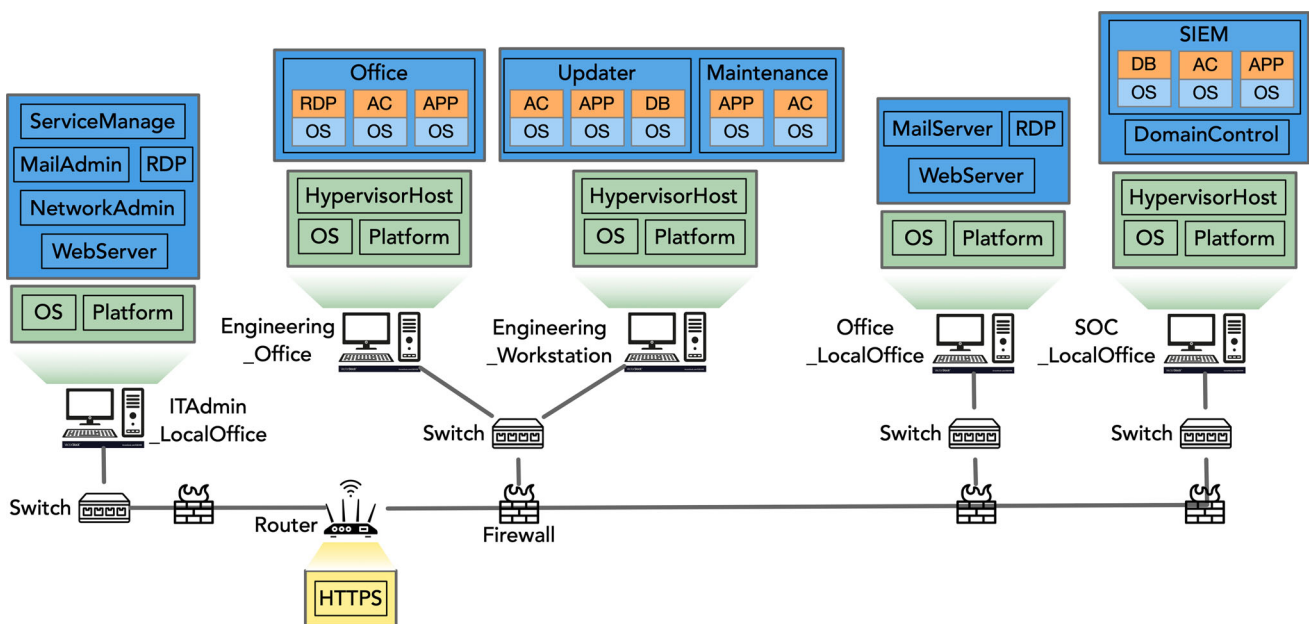 ServiceManage
MailAdmin RDP
NetworkAdmin
WebServer
OS Platform
ITAdmin
_LocalOffice
Switch
Office
RDP AC APP
OS OS OS
HypervisorHost
OS Platform
Engineering
_Office
Updater
AC APP DB
OS OS OS
Maintenance
APP AC
OS OS
HypervisorHost
OS Platform
Engineering
_Workstation
Switch
Router
HTTPS
Firewall
MailServer RDP
WebServer
OS Platform
Office
_LocalOffice
Switch
SIEM
DB AC APP
OS OS OS
DomainControl
HypervisorHost
OS Platform
SOC
_LocalOffice
Switch